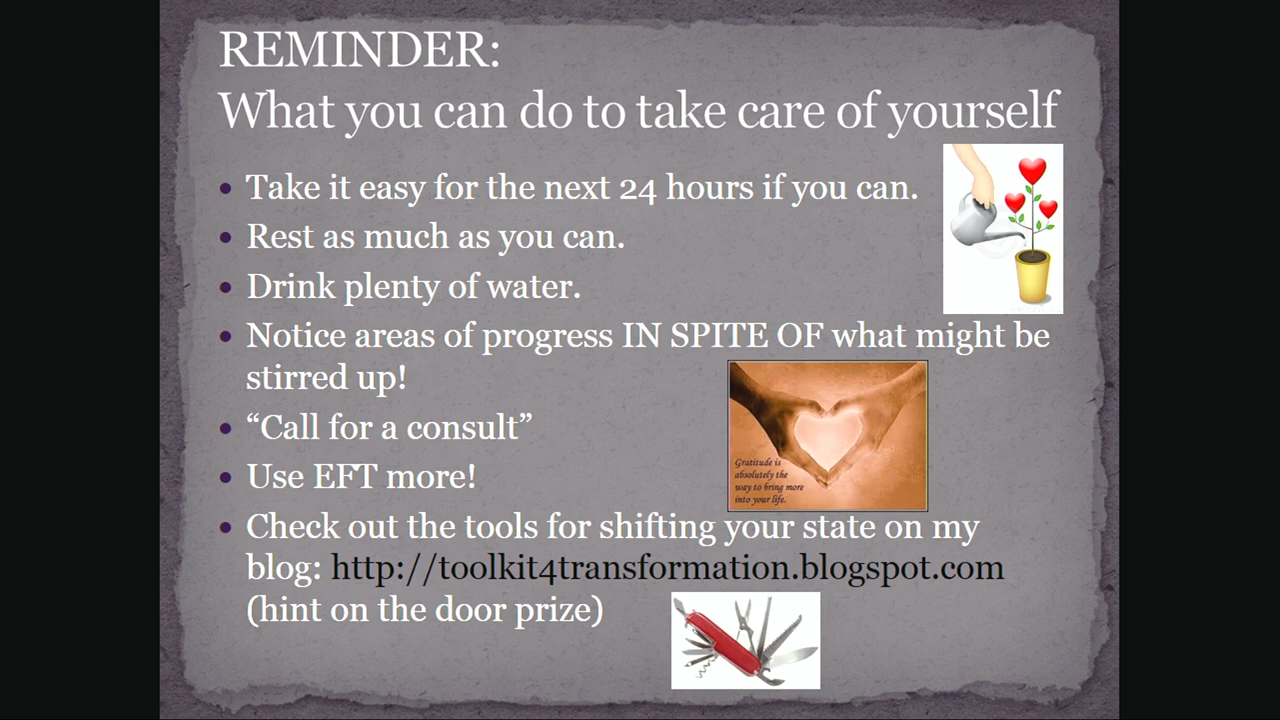 REMINDER:
What you can do to take care of yourself
• Take it easy for the next 24 hours if you can.
• Rest as much as you can.
• Drink plenty of water.
• Notice areas of progress IN SPITE OF what might be
stirred up!
• “Call for a consult”
• Use EFT more!
Gratitude is
absolutely the
way to bring more
into your life.
• Check out the tools for shifting your state on my
blog: http://toolkit4transformation.blogspot.com
(hint on the door prize)